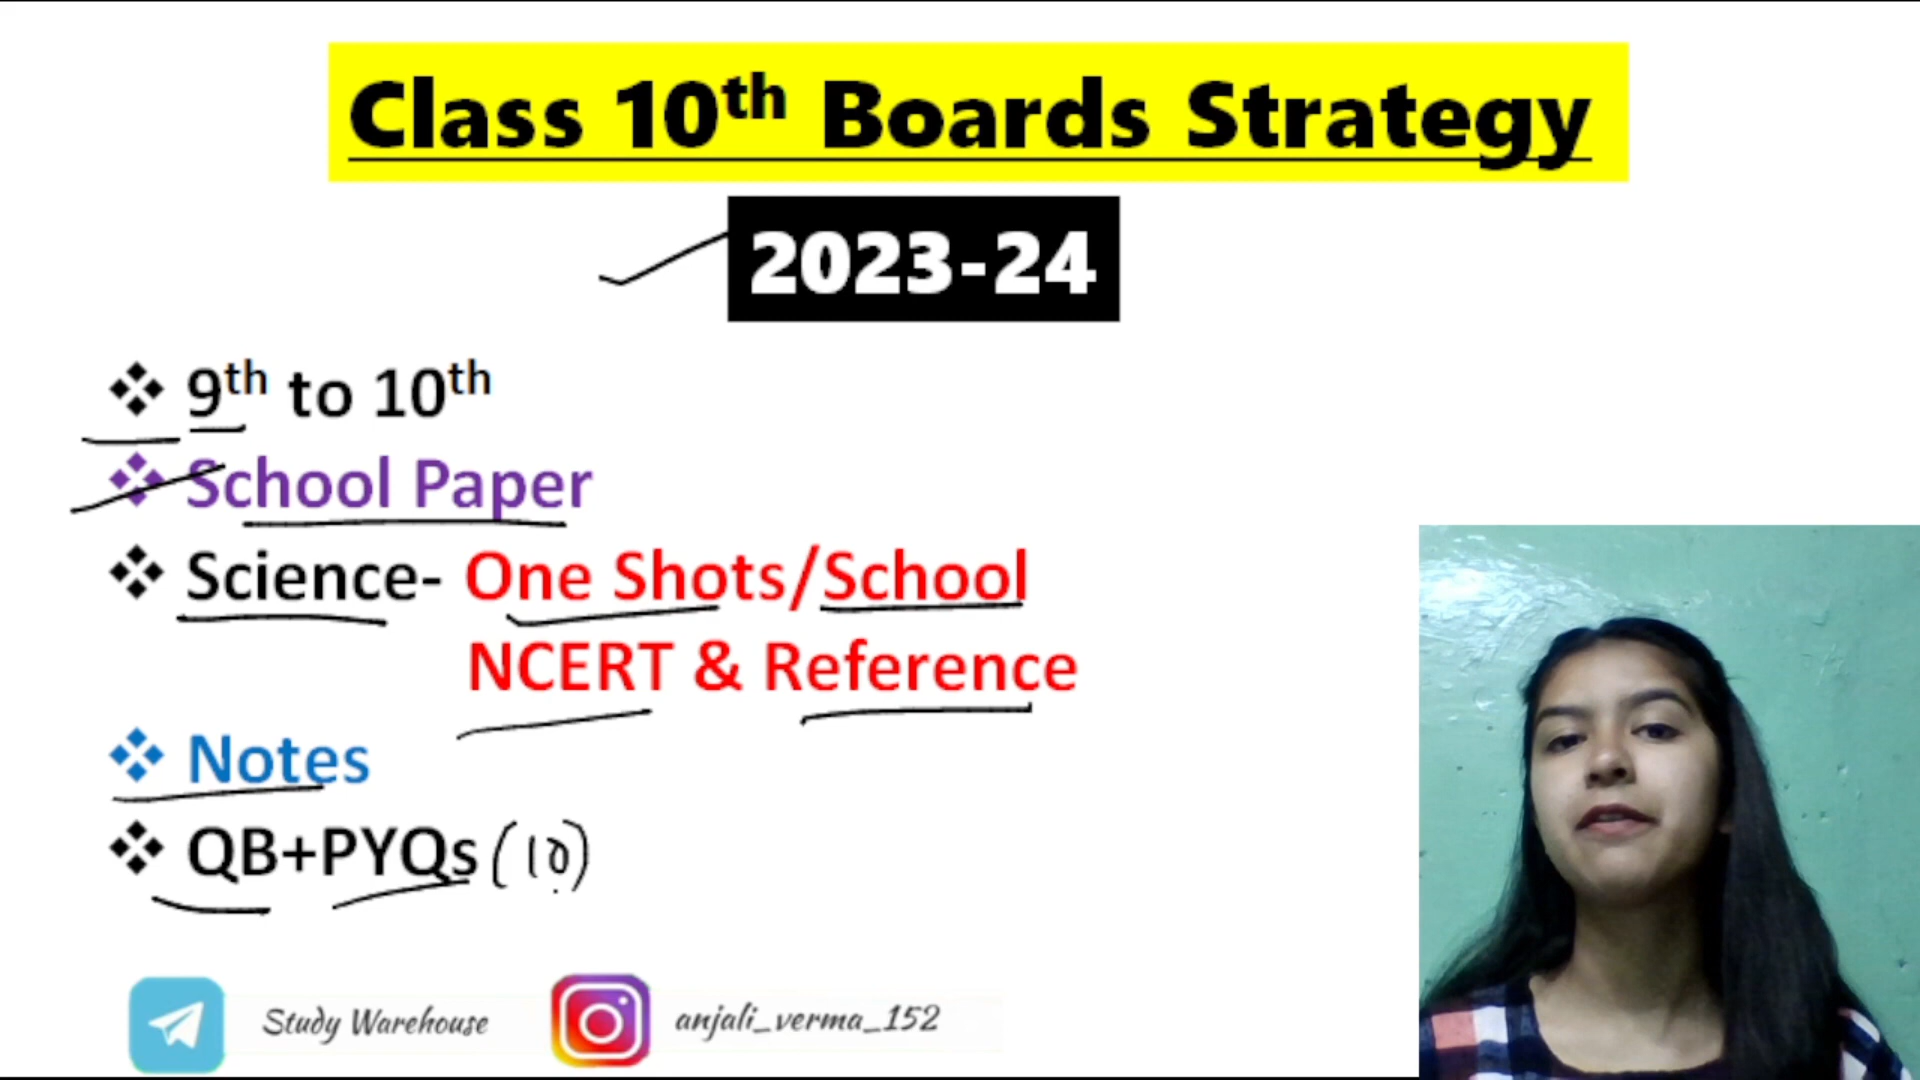 Class 10th Boards Strategy
2023-24
❖ 9th to 10th
❖ School Paper
❖ Science- One Shots/School
NCERT & Reference
❖ Notes
❖ QB+PYQs (10)
Study Warehouse
anjali_verma_152